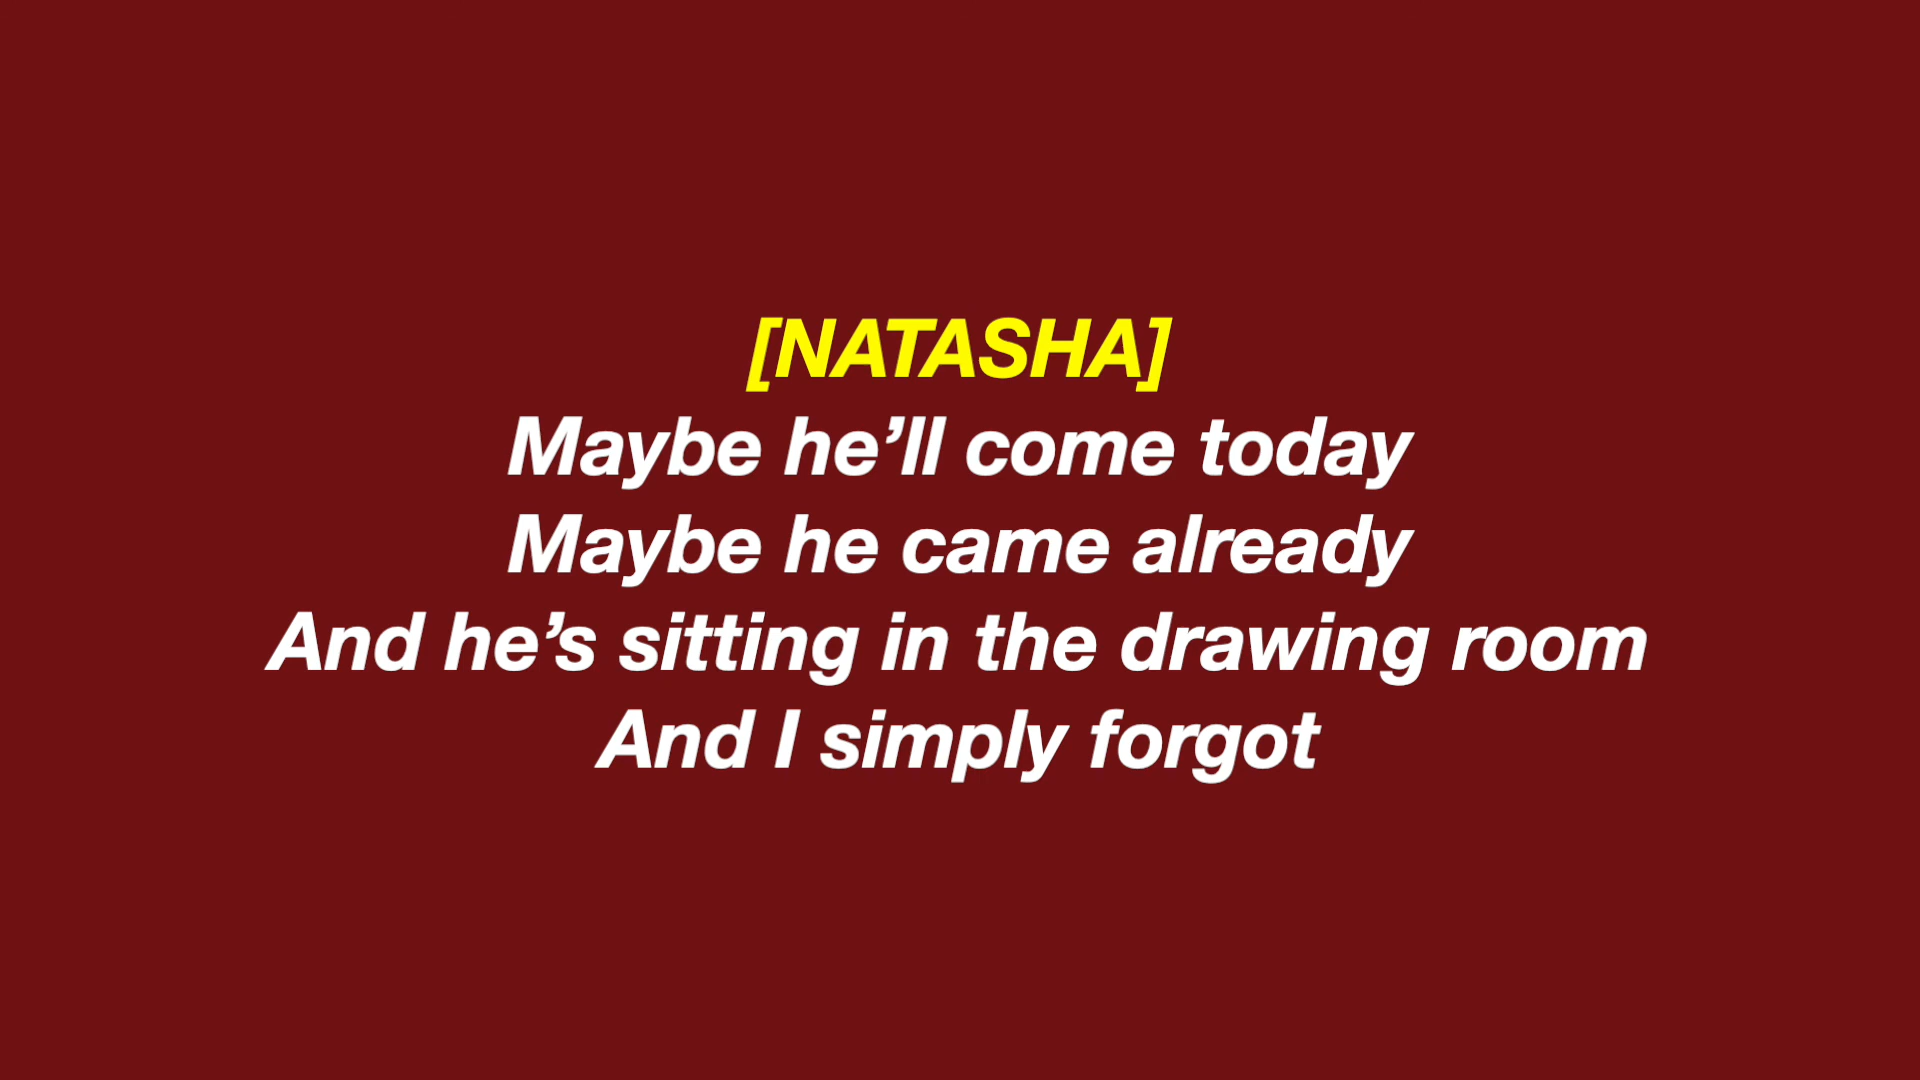 [NATASHA]
Maybe he’ll come today
Maybe he came already
And he’s sitting in the drawing room
And I simply forgot